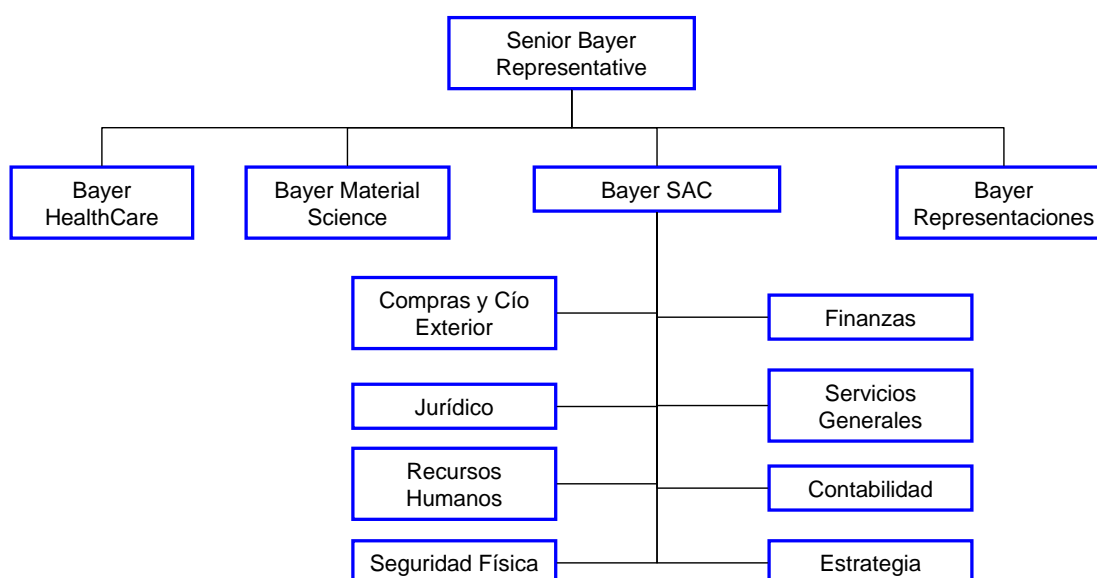 Senior Bayer
Representative
Bayer
HealthCare
Bayer Material
Science
Bayer SAC
Bayer
Representaciones
Compras y Cío
Exterior
Finanzas
Jurídico
Servicios
Generales
Recursos
Humanos
Contabilidad
Seguridad Física
Estrategia